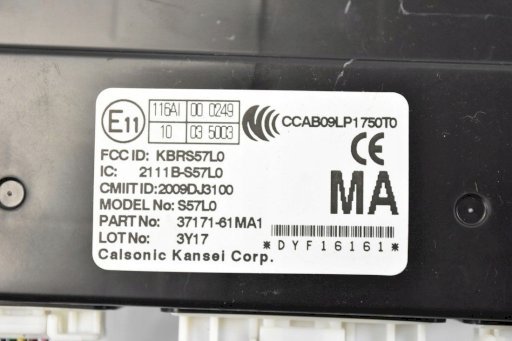 E11
116AI 00 0249
10 03 5003
CCAB09LP1750T0
CE
FCC ID: KBRS57L0
IC: 2111B-S57L0
CMIIT ID: 2009DJ3100
MODEL No: S57L0
PART No: 37171-61MA1
LOT No: 3Y17
Calsonic Kansei Corp.
MA
*DYF16161*